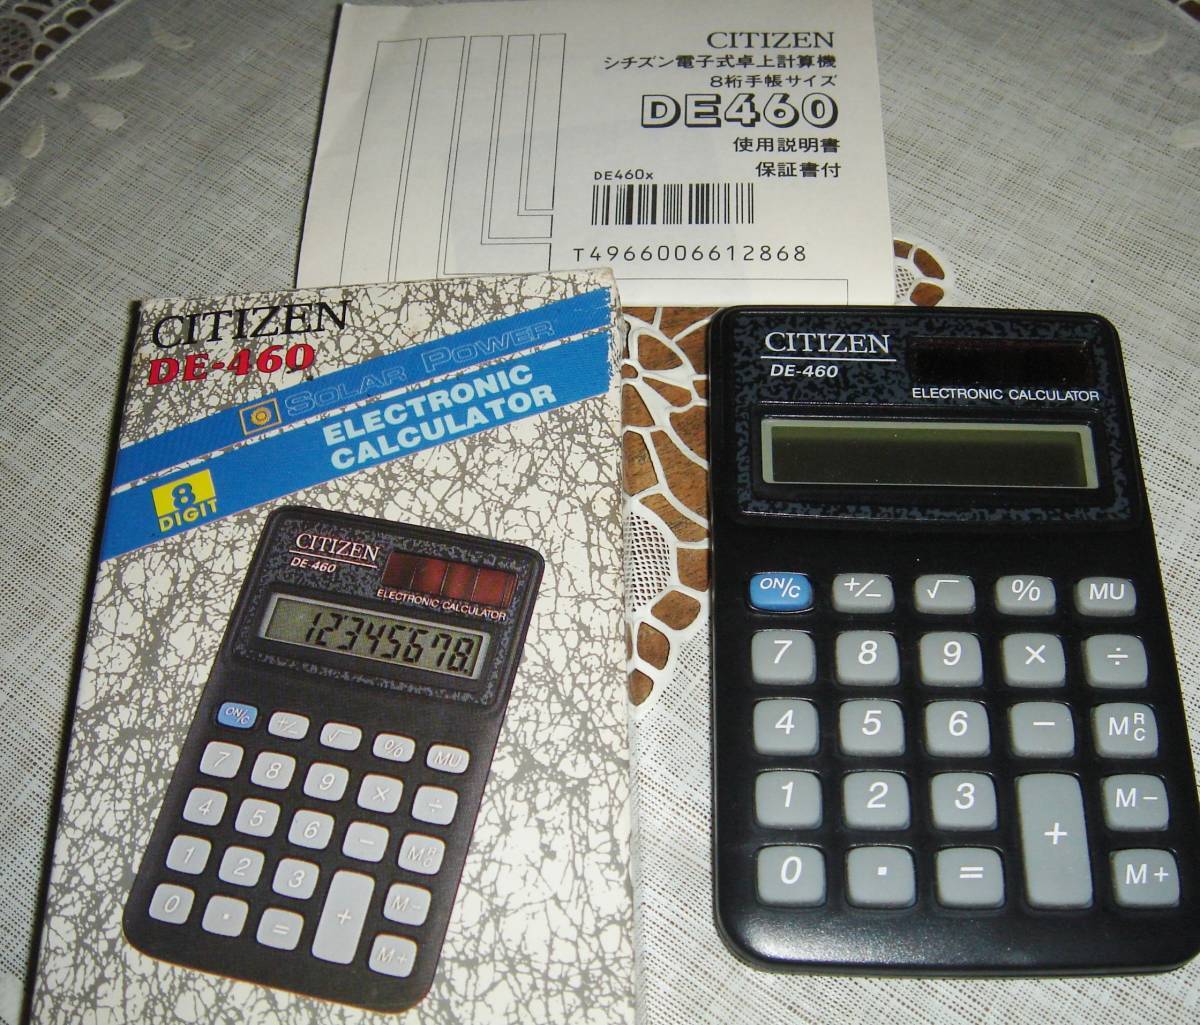 CITIZEN
シチズン電子式卓上計算機
8桁手帳サイズ
DE460
使用説明書
保証書付
DE460x
T4966006612868
CITIZEN
DE-460
SOLAR POWER
ELECTRONIC
CALCULATOR
8
DIGIT
CITIZEN
DE-460
ELECTRONIC CALCULATOR
12345678.
ON/C +/− √ % MU
7 8 9 × ÷
4 5 6 − MRC
1 2 3 + M−
0 . = M+
CITIZEN
DE-460
ELECTRONIC CALCULATOR
ON/C +/− √ % MU
7 8 9 × ÷
4 5 6 − MRC
1 2 3 + M−
0 . = M+